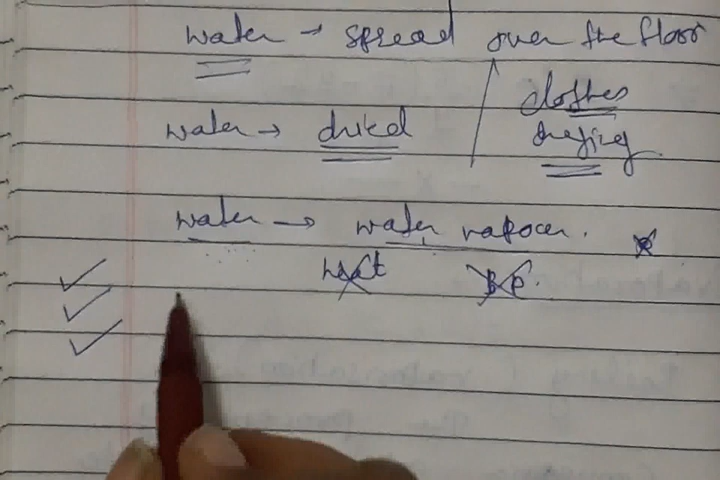 water → spread over the floor
water → dried
clothes
drying
water → water vapour.
heat B.P.